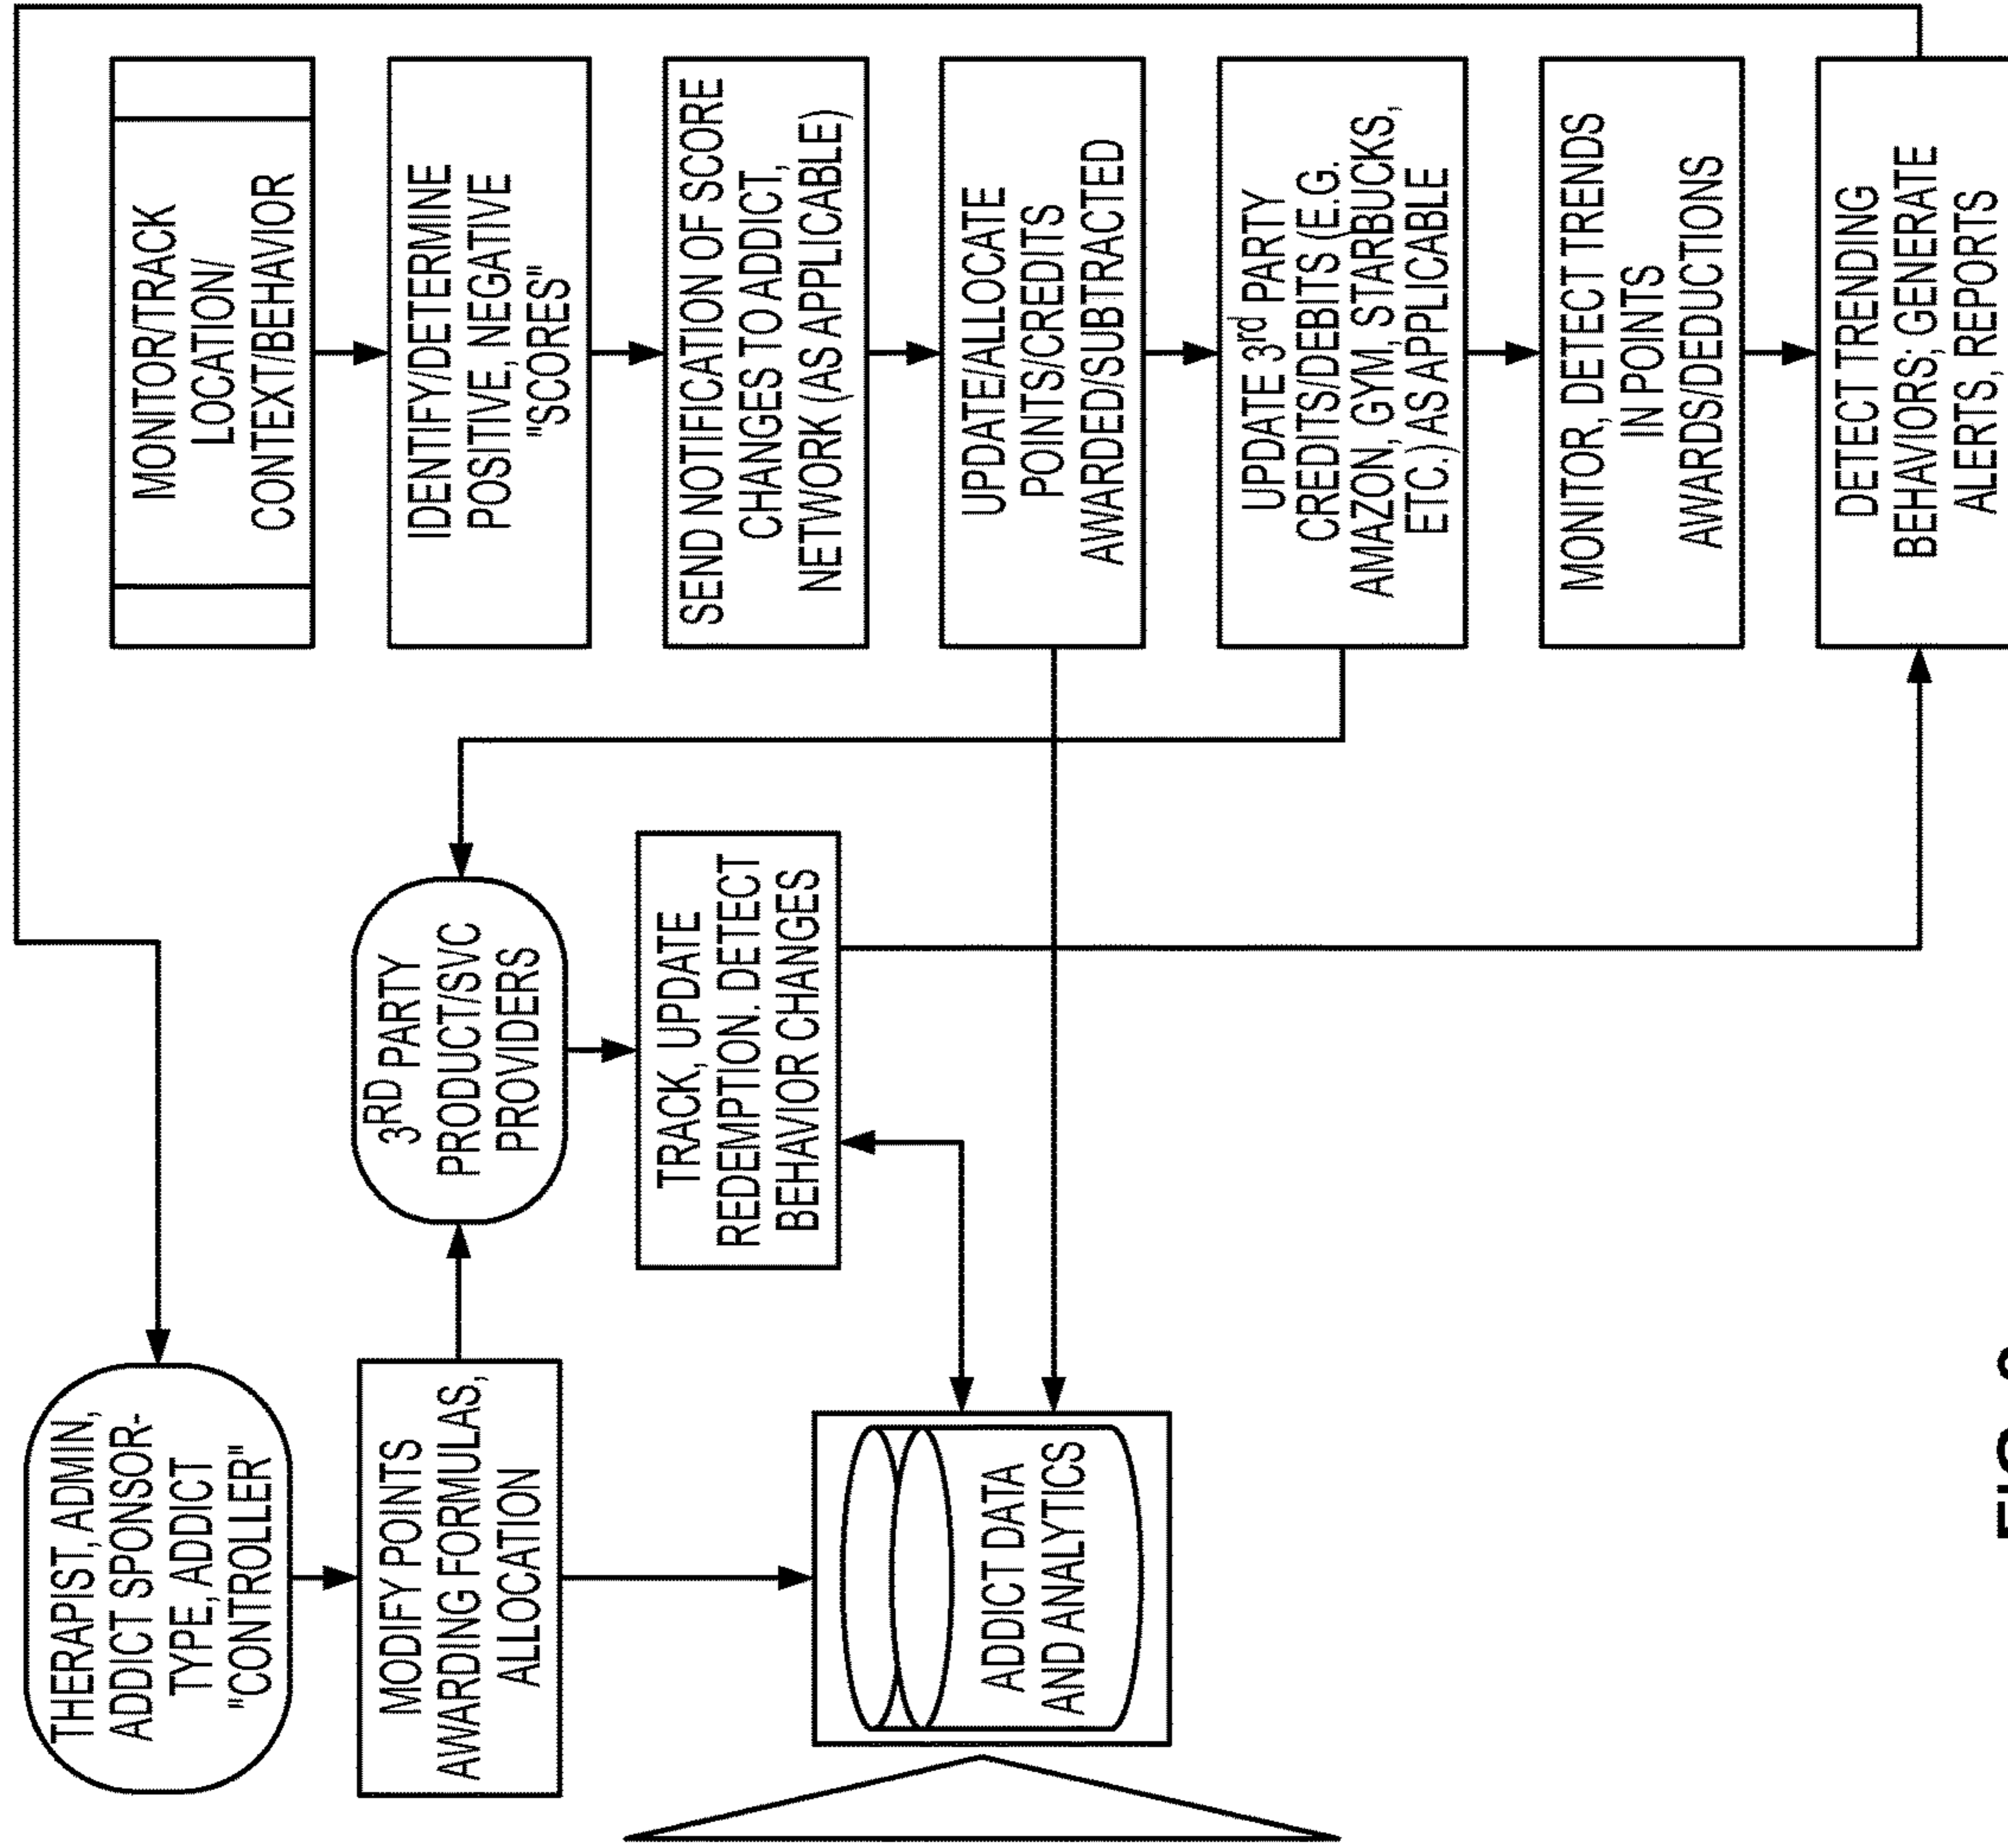 THERAPIST, ADMIN,
ADDICT SPONSOR-
TYPE, ADDICT
"CONTROLLER"
MODIFY POINTS
AWARDING FORMULAS,
ALLOCATION
ADDICT DATA
AND ANALYTICS
3RD PARTY
PRODUCT/SVC
PROVIDERS
TRACK, UPDATE
REDEMPTION. DETECT
BEHAVIOR CHANGES
MONITOR/TRACK
LOCATION/
CONTEXT/BEHAVIOR
IDENTIFY/DETERMINE
POSITIVE, NEGATIVE
"SCORES"
SEND NOTIFICATION OF SCORE
CHANGES TO ADDICT,
NETWORK (AS APPLICABLE)
UPDATE/ALLOCATE
POINTS/CREDITS
AWARDED/SUBTRACTED
UPDATE 3rd PARTY
CREDITS/DEBITS (E.G.
AMAZON, GYM, STARBUCKS,
ETC.) AS APPLICABLE
MONITOR, DETECT TRENDS
IN POINTS
AWARDS/DEDUCTIONS
DETECT TRENDING
BEHAVIORS; GENERATE
ALERTS, REPORTS